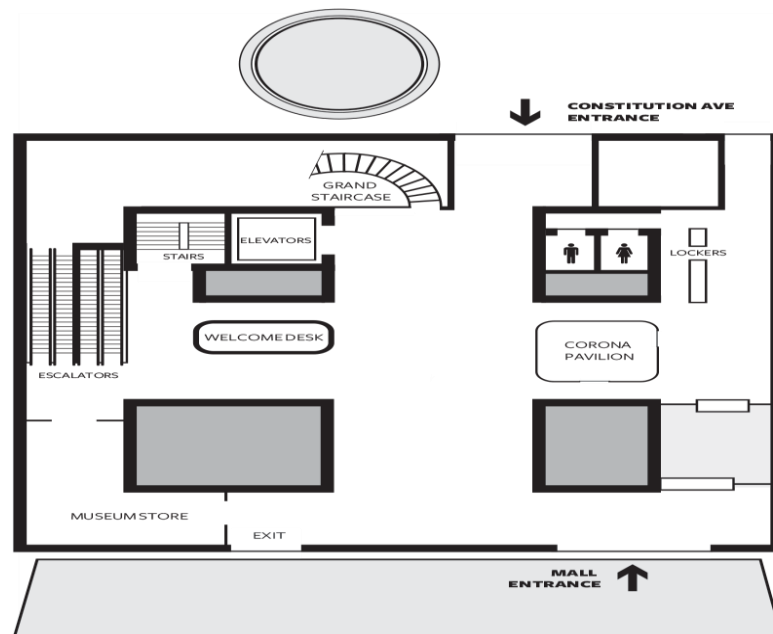 CONSTITUTION AVE
ENTRANCE
GRAND
STAIRCASE
ELEVATORS
STAIRS
LOCKERS
WELCOME DESK
CORONA
PAVILION
ESCALATORS
MUSEUM STORE
EXIT
MALL
ENTRANCE